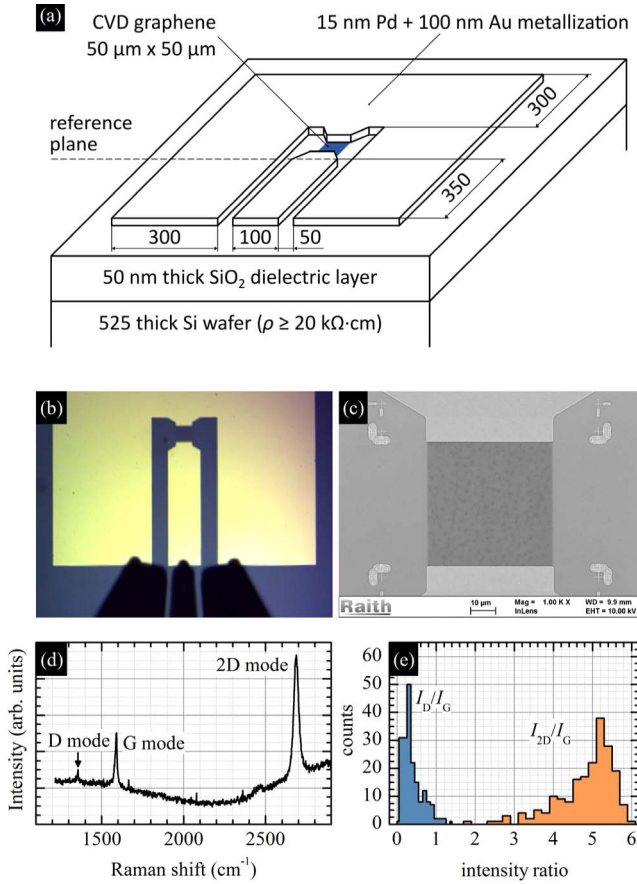 (a)
CVD graphene
50 µm x 50 µm
15 nm Pd + 100 nm Au metallization
reference
plane
300
350
300
100
50
50 nm thick SiO₂ dielectric layer
525 thick Si wafer (ρ ≥ 20 kΩ·cm)
(b)
(c)
Raith
10 µm
Mag = 1.00 K X
InLens
WD = 9.9 mm
EHT = 10.00 kV
(d)
2D mode
D mode
G mode
Intensity (arb. units)
1500
2000
2500
Raman shift (cm⁻¹)
(e)
I_D/I_G
I_2D/I_G
counts
60
50
40
30
20
10
0
0
1
2
3
4
5
6
intensity ratio